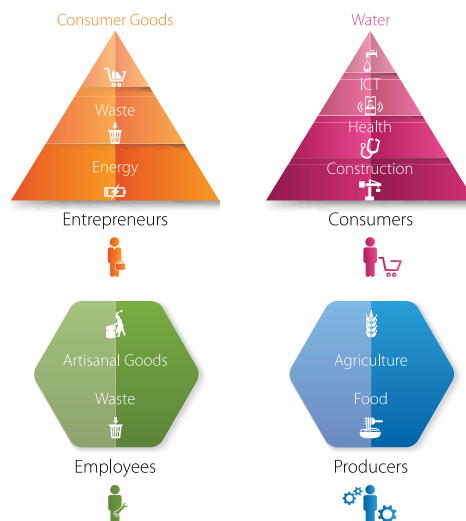 Consumer Goods
Waste
Energy
Entrepreneurs
Water
ICT
Health
Construction
Consumers
Artisanal Goods
Waste
Employees
Agriculture
Food
Producers